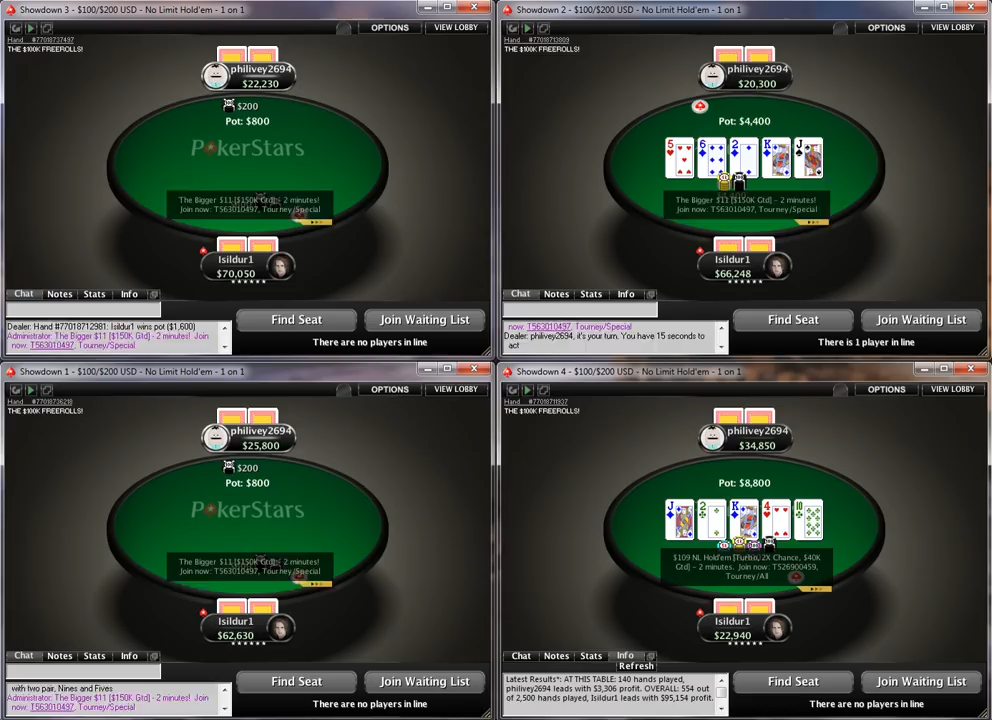 Showdown 3 - $100/$200 USD - No Limit Hold'em - 1 on 1
OPTIONS
VIEW LOBBY
Hand #77018737497
THE $100K FREEROLLS!
philivey2694
$22,230
$200
Pot: $800
PokerStars
The Bigger $11 [$150K Gtd] - 2 minutes!
Join now: T563010497, Tourney/Special
Isildur1
$70,050
Chat Notes Stats Info
Find Seat
Join Waiting List
Dealer: Hand #77018712981: Isildur1 wins pot ($1,600)
Administrator: The Bigger $11 [$150K Gtd] - 2 minutes! Join
now: T563010497, Tourney/Special
There are no players in line
Showdown 2 - $100/$200 USD - No Limit Hold'em - 1 on 1
OPTIONS
VIEW LOBBY
THE $100K FREEROLLS!
philivey2694
$20,300
Pot: $4,400
5 6 2 K J
The Bigger $11 [$150K Gtd] - 2 minutes!
Join now: T563010497, Tourney/Special
Isildur1
$66,248
Chat Notes Stats Info
Find Seat
Join Waiting List
now: T563010497, Tourney/Special
Dealer: philivey2694, it's your turn. You have 15 seconds to
act
There is 1 player in line
Showdown 1 - $100/$200 USD - No Limit Hold'em - 1 on 1
OPTIONS
VIEW LOBBY
THE $100K FREEROLLS!
philivey2694
$25,800
$200
Pot: $800
PokerStars
The Bigger $11 [$150K Gtd] - 2 minutes!
Join now: T563010497, Tourney/Special
Isildur1
$62,630
Chat Notes Stats Info
Find Seat
Join Waiting List
with two pair, Nines and Fives
Administrator: The Bigger $11 [$150K Gtd] - 2 minutes! Join
now: T563010497, Tourney/Special
There are no players in line
Showdown 4 - $100/$200 USD - No Limit Hold'em - 1 on 1
OPTIONS
VIEW LOBBY
THE $100K FREEROLLS!
philivey2694
$34,850
Pot: $8,800
J 2 K 4 10
$109 NL Hold'em [Turbo, 2X Chance, $40K
Gtd] - 2 minutes. Join now: T526900459,
Tourney/All
Isildur1
$22,940
Chat Notes Stats Info
Refresh
Find Seat
Join Waiting List
Latest Results*: AT THIS TABLE: 140 hands played,
philivey2694 leads with $3,306 profit. OVERALL: 554 out
of 2,500 hands played, Isildur1 leads with $95,154 profit.
There are no players in line